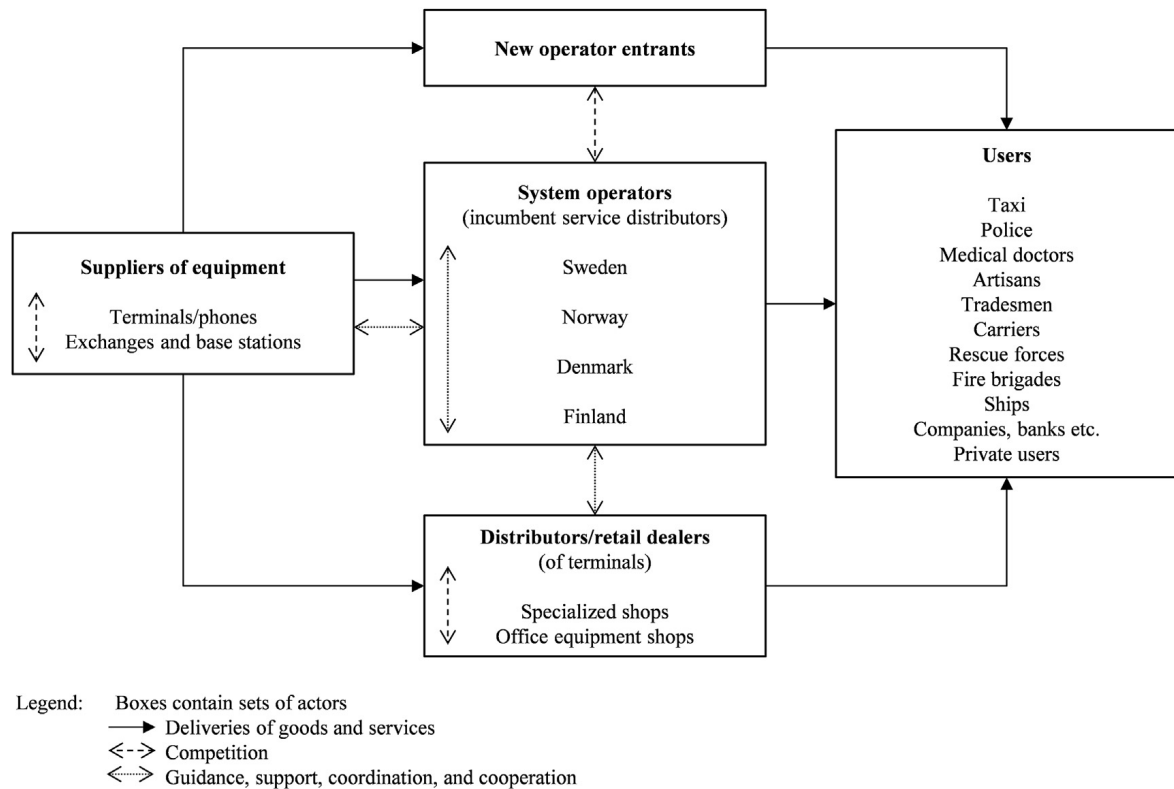 New operator entrants
System operators
(incumbent service distributors)
Sweden
Norway
Denmark
Finland
Suppliers of equipment
Terminals/phones
Exchanges and base stations
Distributors/retail dealers
(of terminals)
Specialized shops
Office equipment shops
Users
Taxi
Police
Medical doctors
Artisans
Tradesmen
Carriers
Rescue forces
Fire brigades
Ships
Companies, banks etc.
Private users
Legend: Boxes contain sets of actors
Deliveries of goods and services
Competition
Guidance, support, coordination, and cooperation